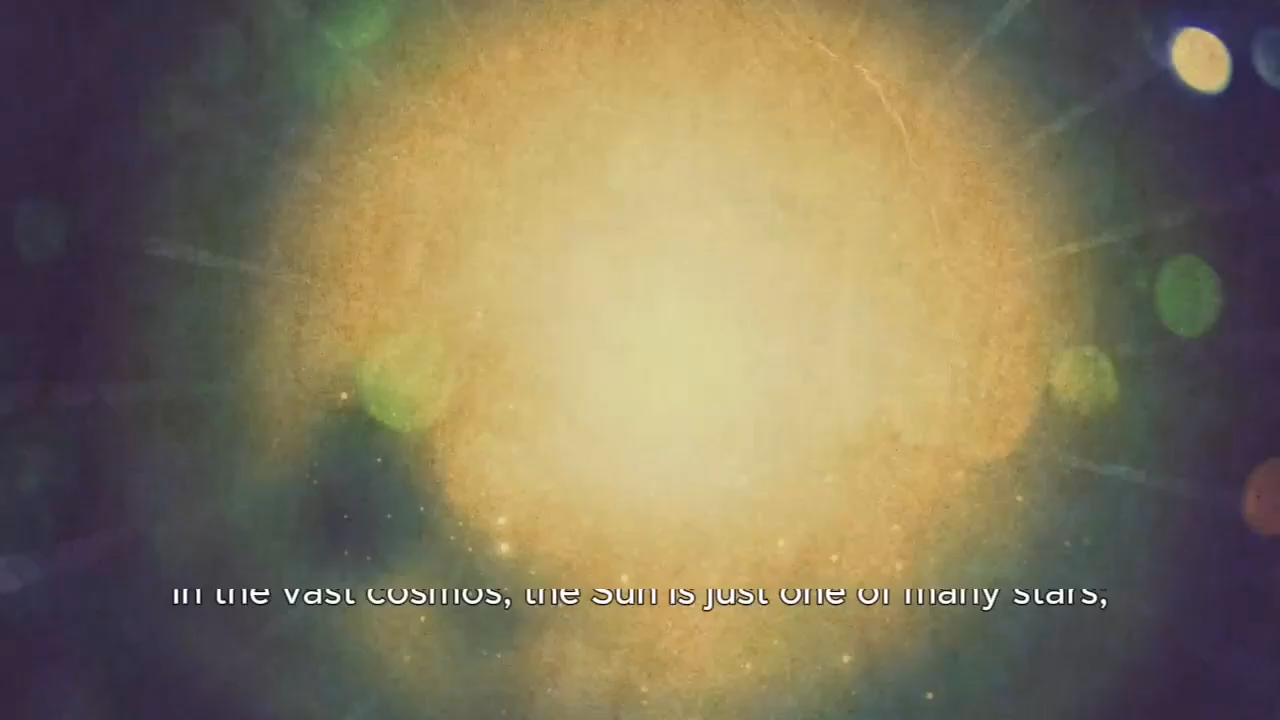 in the vast cosmos, the Sun is just one of many stars,